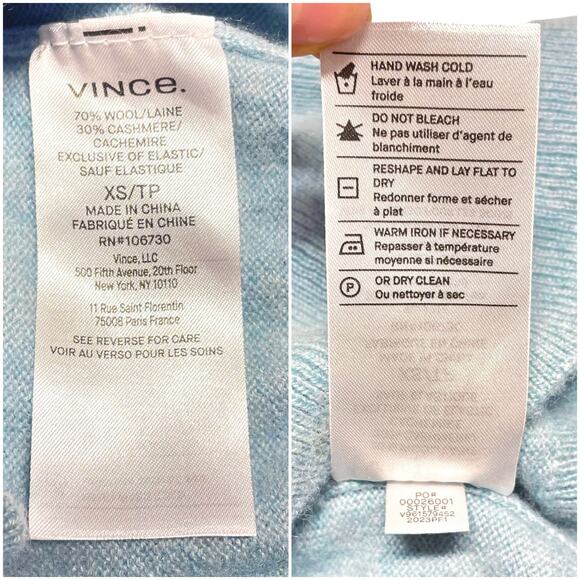 VINCE.
70% WOOL/LAINE
30% CASHMERE/
CACHEMIRE
EXCLUSIVE OF ELASTIC/
SAUF ELASTIQUE
XS/TP
MADE IN CHINA
FABRIQUÉ EN CHINE
RN#106730
Vince, LLC
500 Fifth Avenue, 20th Floor
New York, NY 10110
11 Rue Saint Florentin
75008 Paris France
SEE REVERSE FOR CARE
VOIR AU VERSO POUR LES SOINS
HAND WASH COLD
Laver à la main à l'eau
froide
DO NOT BLEACH
Ne pas utiliser d'agent de
blanchiment
RESHAPE AND LAY FLAT TO
DRY
Redonner forme et sécher
à plat
WARM IRON IF NECESSARY
Repasser à température
moyenne si nécessaire
P
OR DRY CLEAN
Ou nettoyer à sec
PO#
00026001
STYLE#
V961579452
2023PF1